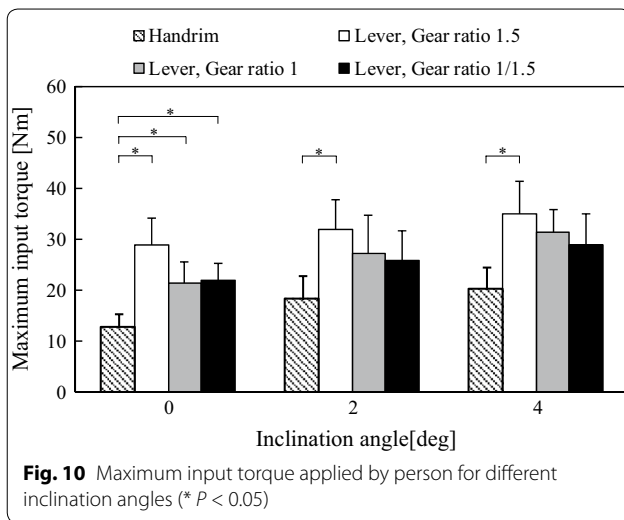 Handrim
Lever, Gear ratio 1.5
Lever, Gear ratio 1
Lever, Gear ratio 1/1.5
Maximum input torque [Nm]
60
50
40
30
20
10
0
*
*
*
*
*
0
2
4
Inclination angle[deg]
Fig. 10 Maximum input torque applied by person for different
inclination angles (* P < 0.05)